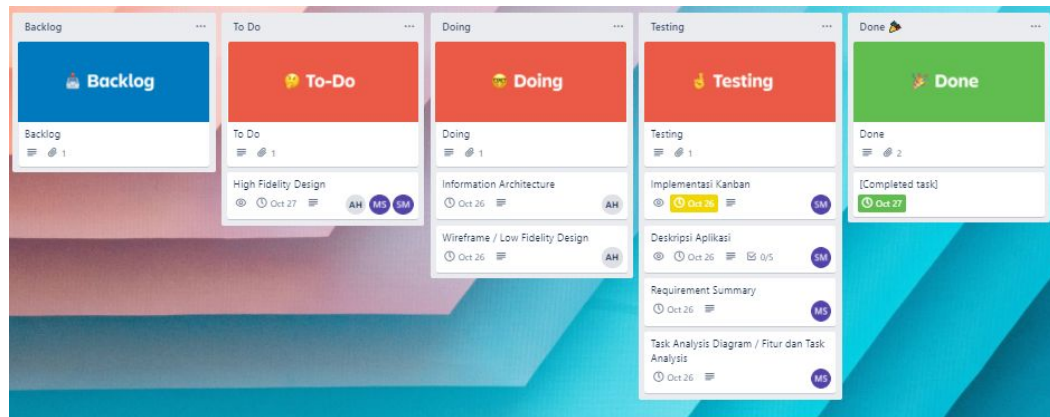 Backlog
Backlog
Backlog
1
To Do
To-Do
To Do
1
High Fidelity Design
Oct 27
AH MS SM
Doing
Doing
Doing
1
Information Architecture
Oct 26
AH
Wireframe / Low Fidelity Design
Oct 26
AH
Testing
Testing
Testing
1
Implementasi Kanban
Oct 26
SM
Deskripsi Aplikasi
Oct 26 0/5
SM
Requirement Summary
Oct 26
MS
Task Analysis Diagram / Fitur dan Task
Analysis
Oct 26
MS
Done
Done
Done
2
[Completed task]
Oct 27